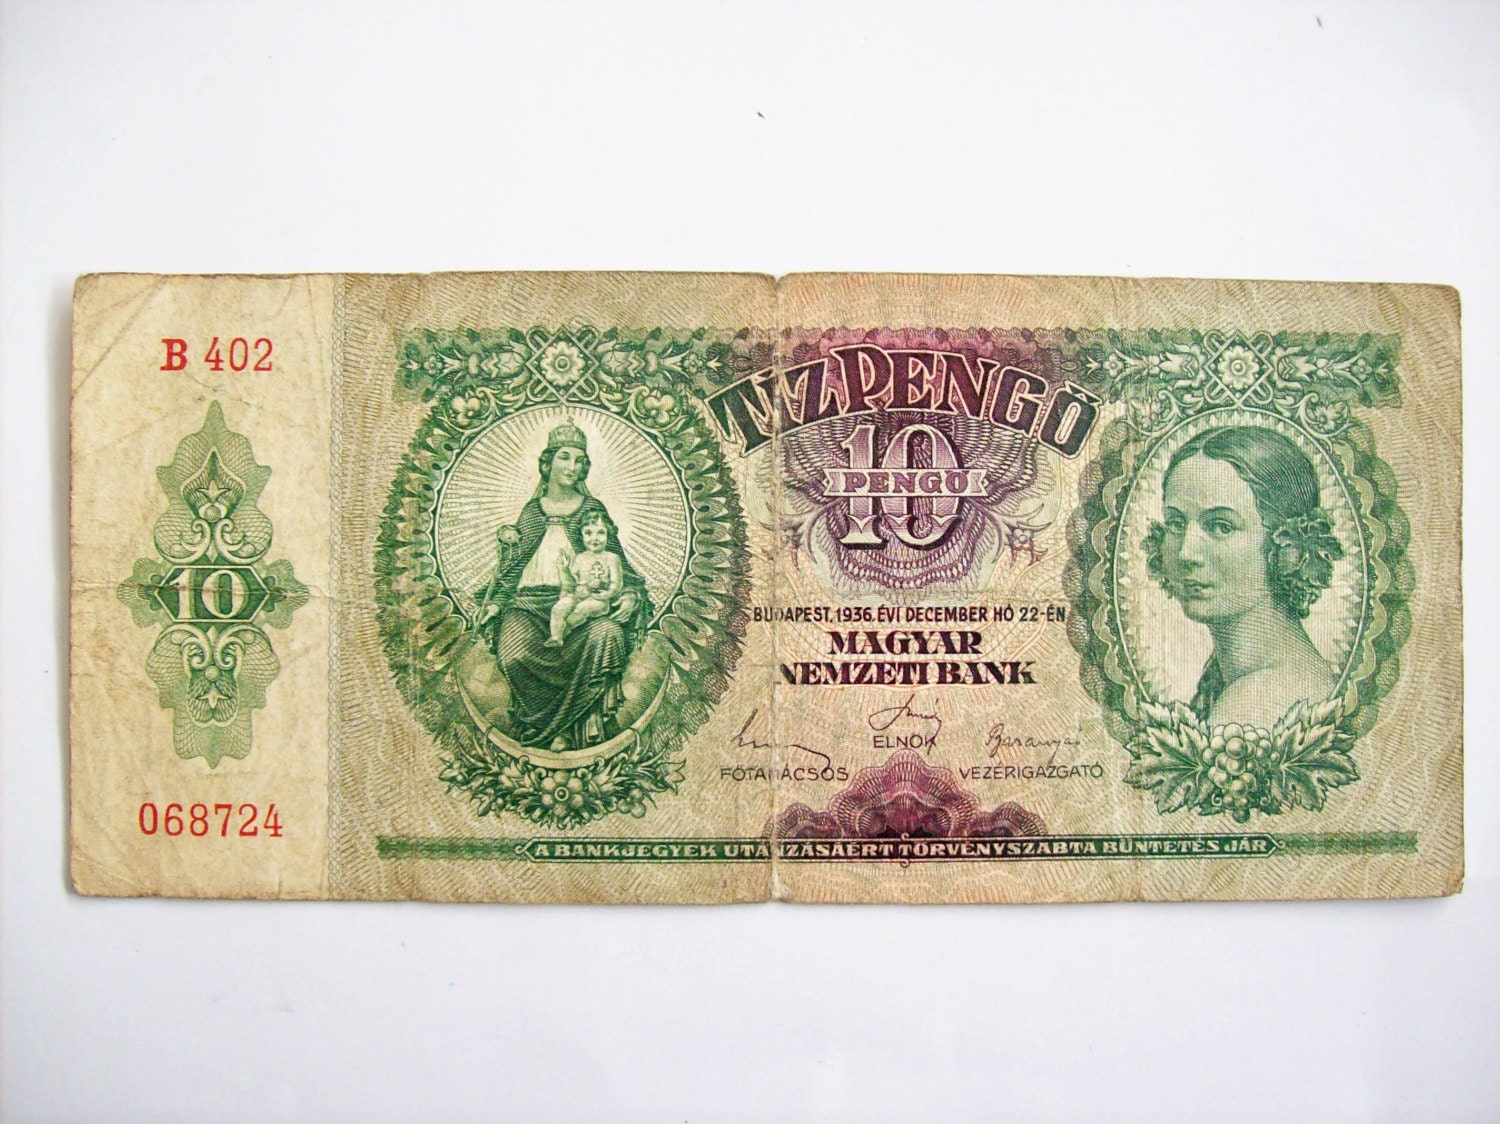 B 402
10
068724
TÍZ PENGŐ
10
PENGŐ
BUDAPEST, 1936. ÉVI DECEMBER HÓ 22-ÉN
MAGYAR
NEMZETI BANK
ELNÖK
FŐTANÁCSOS
VEZÉRIGAZGATÓ
A BANKJEGYEK UTÁNZÁSÁÉRT TÖRVÉNYSZABTA BÜNTETÉS JÁR